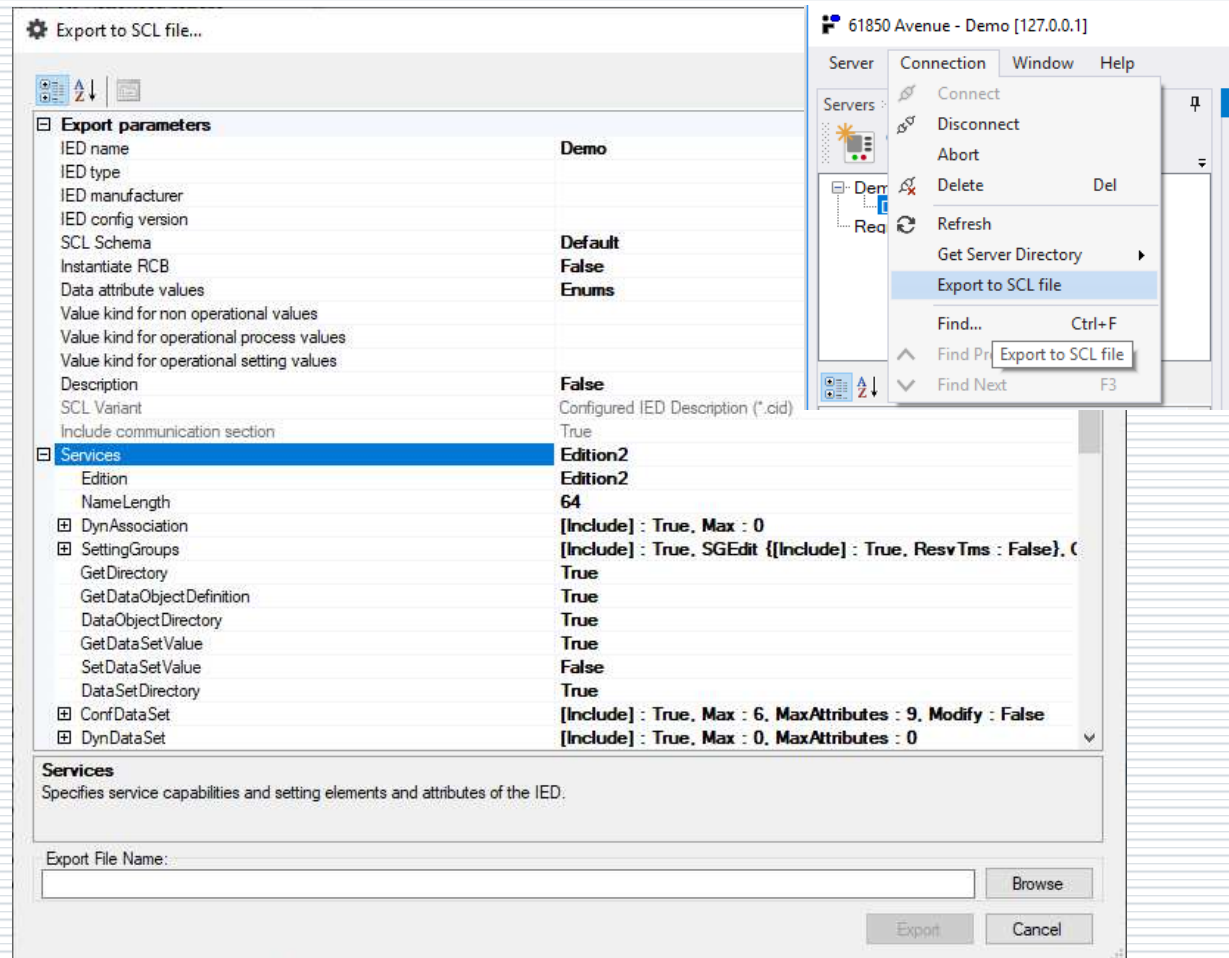 Export to SCL file...
Export parameters
IED name Demo
IED type
IED manufacturer
IED config version
SCL Schema Default
Instantiate RCB False
Data attribute values Enums
Value kind for non operational values
Value kind for operational process values
Value kind for operational setting values
Description False
SCL Variant Configured IED Description (*.cid)
Include communication section True
Services Edition2
Edition Edition2
NameLength 64
DynAssociation [Include] : True, Max : 0
SettingGroups [Include] : True, SGEdit {[Include] : True, ResvTms : False}, 
GetDirectory True
GetDataObjectDefinition True
DataObjectDirectory True
GetDataSetValue True
SetDataSetValue False
DataSetDirectory True
ConfDataSet [Include] : True, Max : 6, MaxAttributes : 9, Modify : False
DynDataSet [Include] : True, Max : 0, MaxAttributes : 0
Services
Specifies service capabilities and setting elements and attributes of the IED.
Export File Name:
Browse
Export Cancel
61850 Avenue - Demo [127.0.0.1]
Server Connection Window Help
Servers
Connect
Disconnect
Abort
Delete Del
Refresh
Get Server Directory
Export to SCL file
Find... Ctrl+F
Export to SCL file
Find Next F3